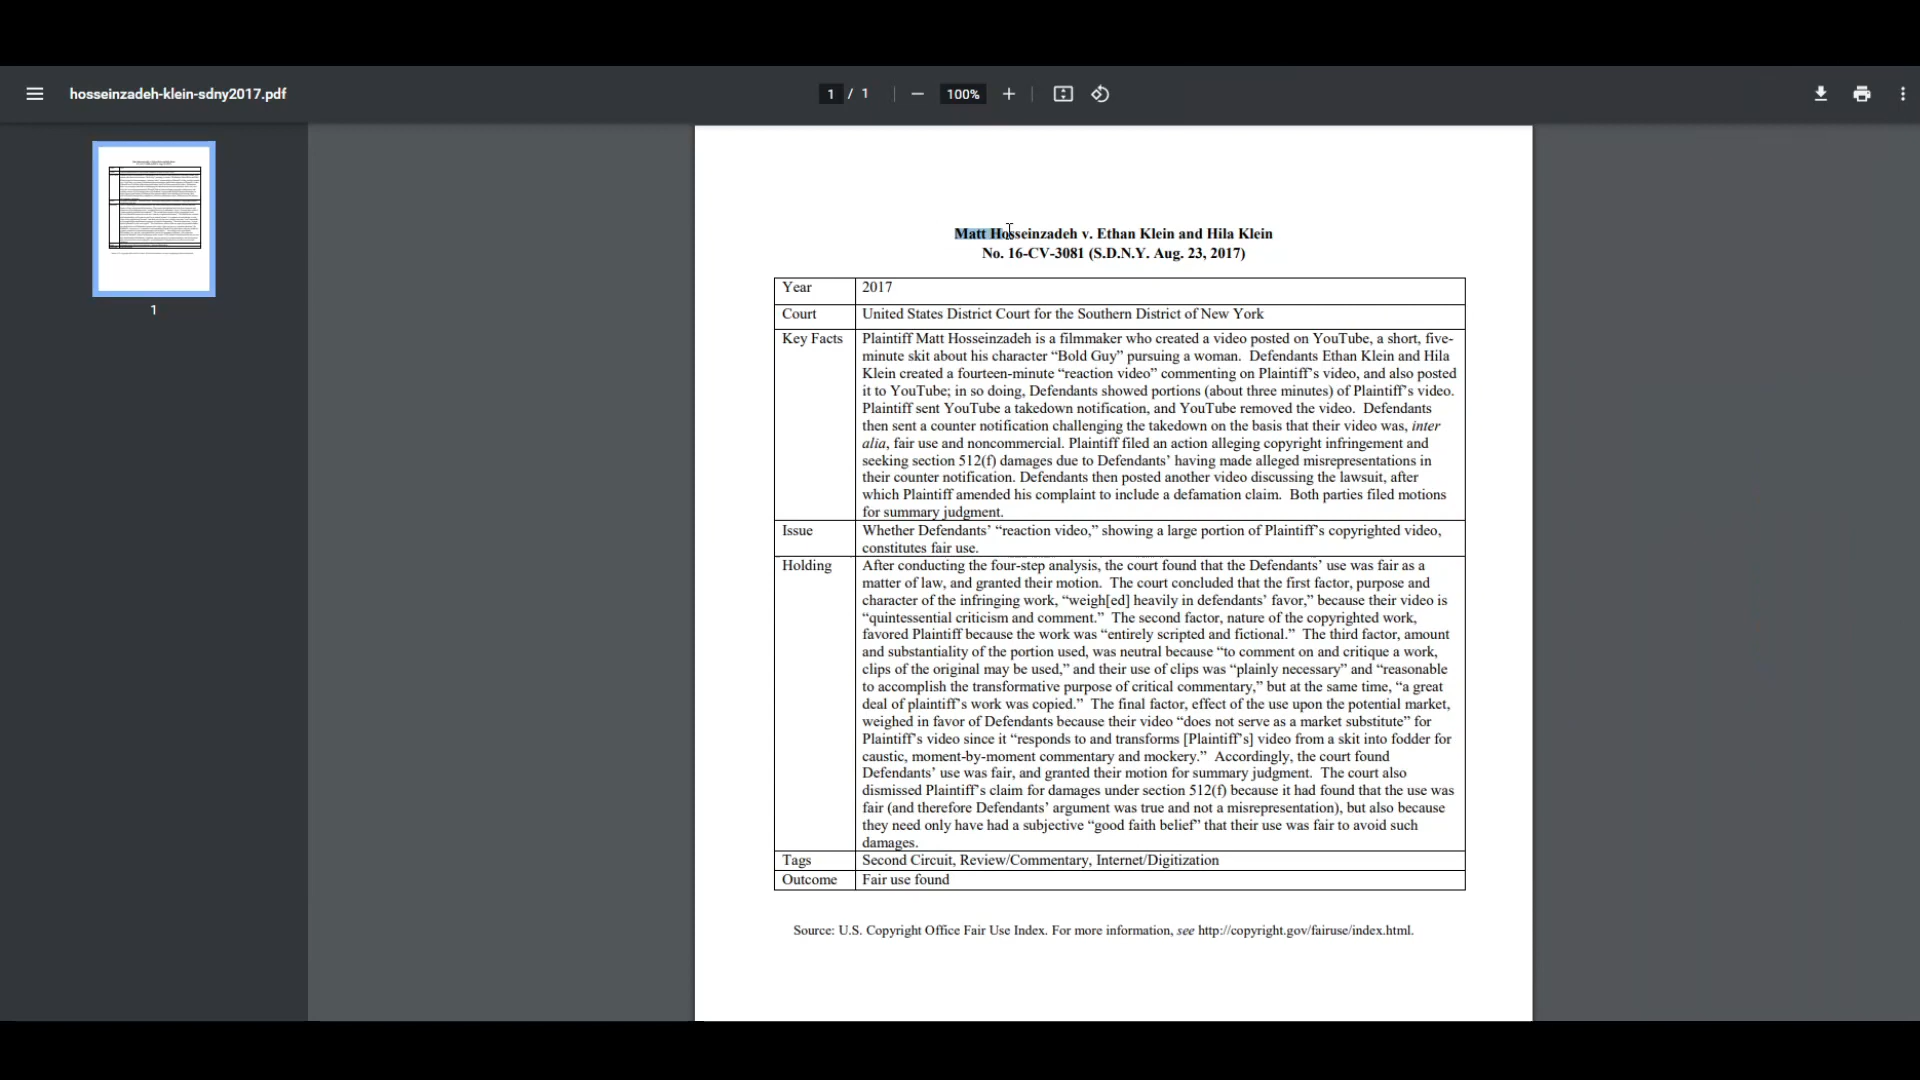 hosseinzadeh-klein-sdny2017.pdf
1 / 1
100%
1
Matt Hosseinzadeh v. Ethan Klein and Hila Klein
No. 16-CV-3081 (S.D.N.Y. Aug. 23, 2017)
Year 2017
Court United States District Court for the Southern District of New York
Key Facts Plaintiff Matt Hosseinzadeh is a filmmaker who created a video posted on YouTube, a short, five-
minute skit about his character “Bold Guy” pursuing a woman. Defendants Ethan Klein and Hila
Klein created a fourteen-minute “reaction video” commenting on Plaintiff’s video, and also posted
it to YouTube; in so doing, Defendants showed portions (about three minutes) of Plaintiff’s video.
Plaintiff sent YouTube a takedown notification, and YouTube removed the video. Defendants
then sent a counter notification challenging the takedown on the basis that their video was, inter
alia, fair use and noncommercial. Plaintiff filed an action alleging copyright infringement and
seeking section 512(f) damages due to Defendants’ having made alleged misrepresentations in
their counter notification. Defendants then posted another video discussing the lawsuit, after
which Plaintiff amended his complaint to include a defamation claim. Both parties filed motions
for summary judgment.
Issue Whether Defendants’ “reaction video,” showing a large portion of Plaintiff’s copyrighted video,
constitutes fair use.
Holding After conducting the four-step analysis, the court found that the Defendants’ use was fair as a
matter of law, and granted their motion. The court concluded that the first factor, purpose and
character of the infringing work, “weigh[ed] heavily in defendants’ favor,” because their video is
“quintessential criticism and comment.” The second factor, nature of the copyrighted work,
favored Plaintiff because the work was “entirely scripted and fictional.” The third factor, amount
and substantiality of the portion used, was neutral because “to comment on and critique a work,
clips of the original may be used,” and their use of clips was “plainly necessary” and “reasonable
to accomplish the transformative purpose of critical commentary,” but at the same time, “a great
deal of plaintiff’s work was copied.” The final factor, effect of the use upon the potential market,
weighed in favor of Defendants because their video “does not serve as a market substitute” for
Plaintiff’s video since it “responds to and transforms [Plaintiff’s] video from a skit into fodder for
caustic, moment-by-moment commentary and mockery.” Accordingly, the court found
Defendants’ use was fair, and granted their motion for summary judgment. The court also
dismissed Plaintiff’s claim for damages under section 512(f) because it had found that the use was
fair (and therefore Defendants’ argument was true and not a misrepresentation), but also because
they need only have had a subjective “good faith belief” that their use was fair to avoid such
damages.
Tags Second Circuit, Review/Commentary, Internet/Digitization
Outcome Fair use found
Source: U.S. Copyright Office Fair Use Index. For more information, see http://copyright.gov/fairuse/index.html.